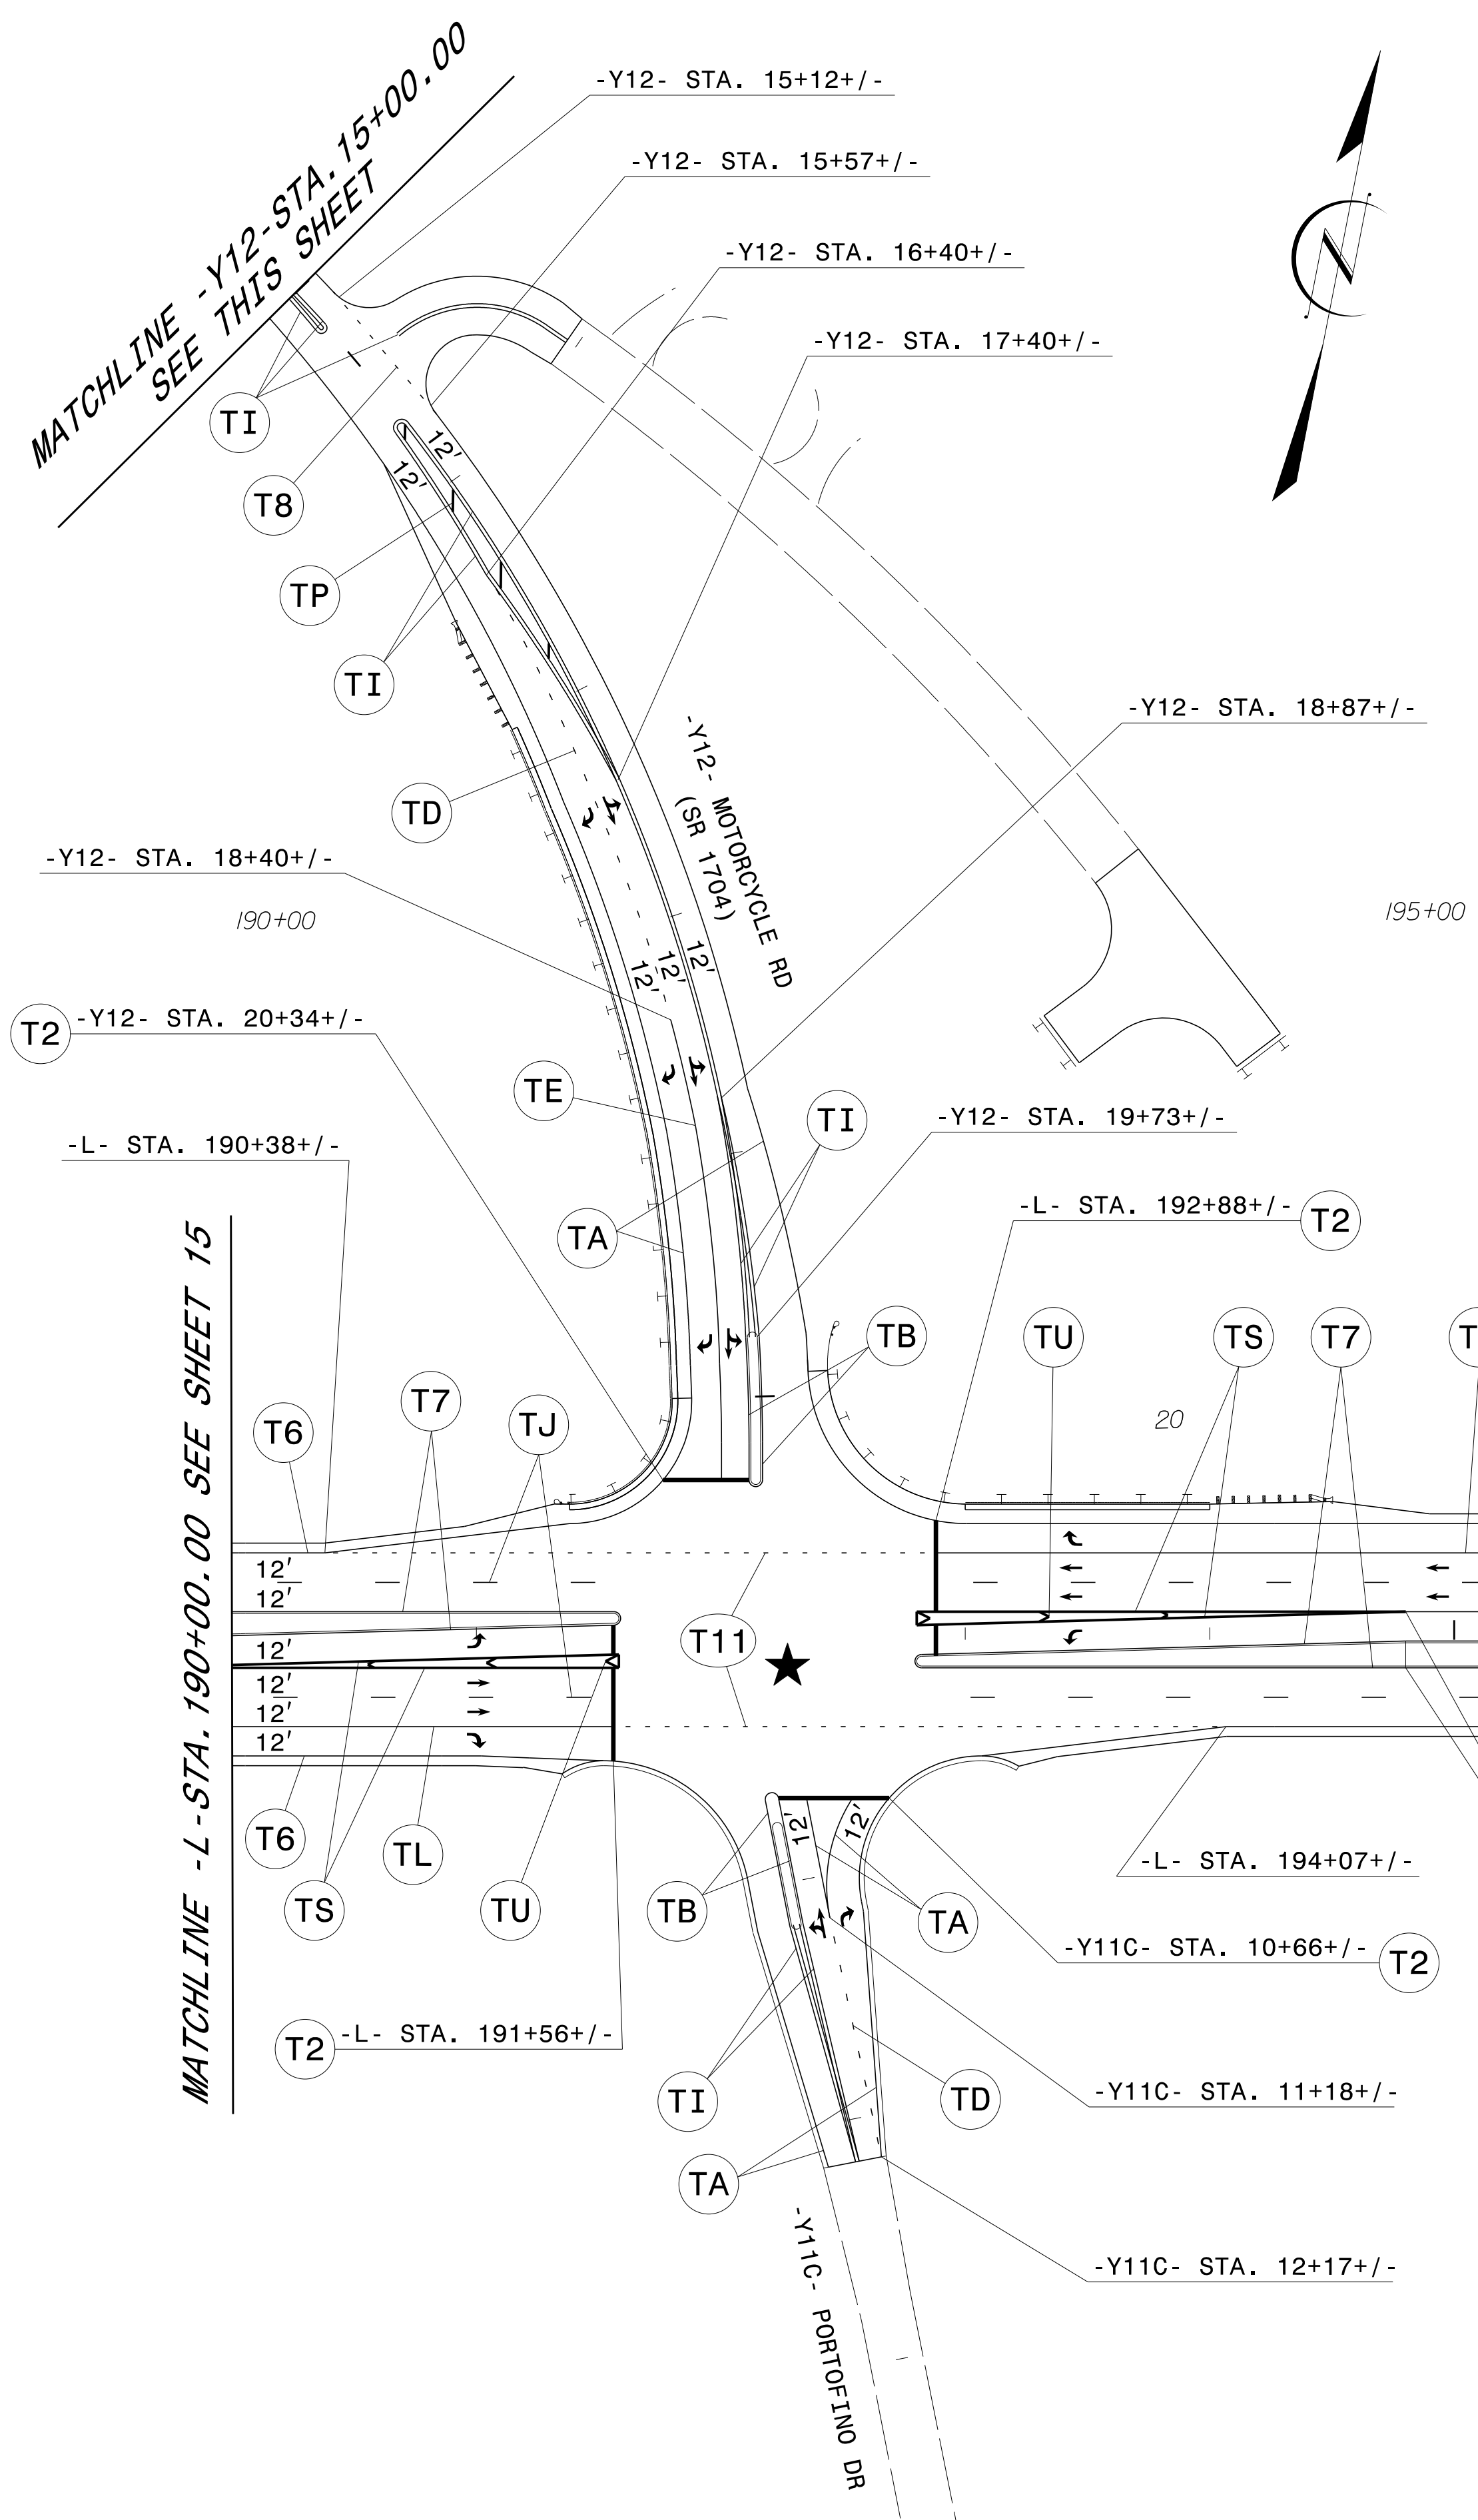 MATCHLINE -Y12-STA.15+00.00
SEE THIS SHEET
-Y12- STA. 15+12+/-
-Y12- STA. 15+57+/-
-Y12- STA. 16+40+/-
-Y12- STA. 17+40+/-
N
TI
T8
TP
TI
12'
12'
-Y12- STA. 18+87+/-
TD
-Y12- MOTORCYCLE RD
(SR 1704)
-Y12- STA. 18+40+/-
190+00
195+00
12'
12'
12'
T2
-Y12- STA. 20+34+/-
TE
TI
-Y12- STA. 19+73+/-
-L- STA. 190+38+/-
-L- STA. 192+88+/-
T2
TA
TB
TU
TS
T7
T
MATCHLINE -L-STA.190+00.00 SEE SHEET 15
T6
T7
TJ
20
12'
12'
12'
12'
12'
12'
T11
T6
TL
TS
TU
TB
12'
12'
TA
-L- STA. 194+07+/-
-Y11C- STA. 10+66+/-
T2
T2
-L- STA. 191+56+/-
TI
TD
-Y11C- STA. 11+18+/-
TA
-Y11C- STA. 12+17+/-
-Y11C- PORTOFINO DR